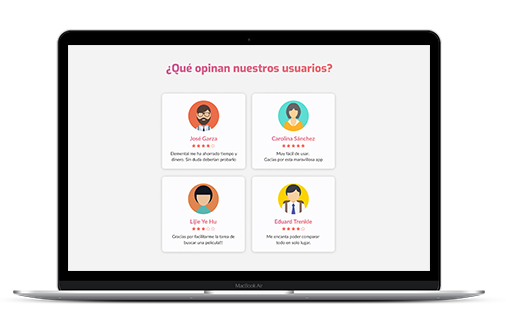 ¿Qué opinan nuestros usuarios?
José Garza
Elemental me ha ahorrado tiempo y
dinero. Sin duda deberían probarlo
Carolina Sánchez
Muy fácil de usar.
Gacias por esta maravillosa app
Lijie Ye Hu
Gracias por facilitarme la tarea de
buscar una película!!!
Eduard Trenkie
Me encanta poder comparar
todo en solo lugar.
MacBook Air